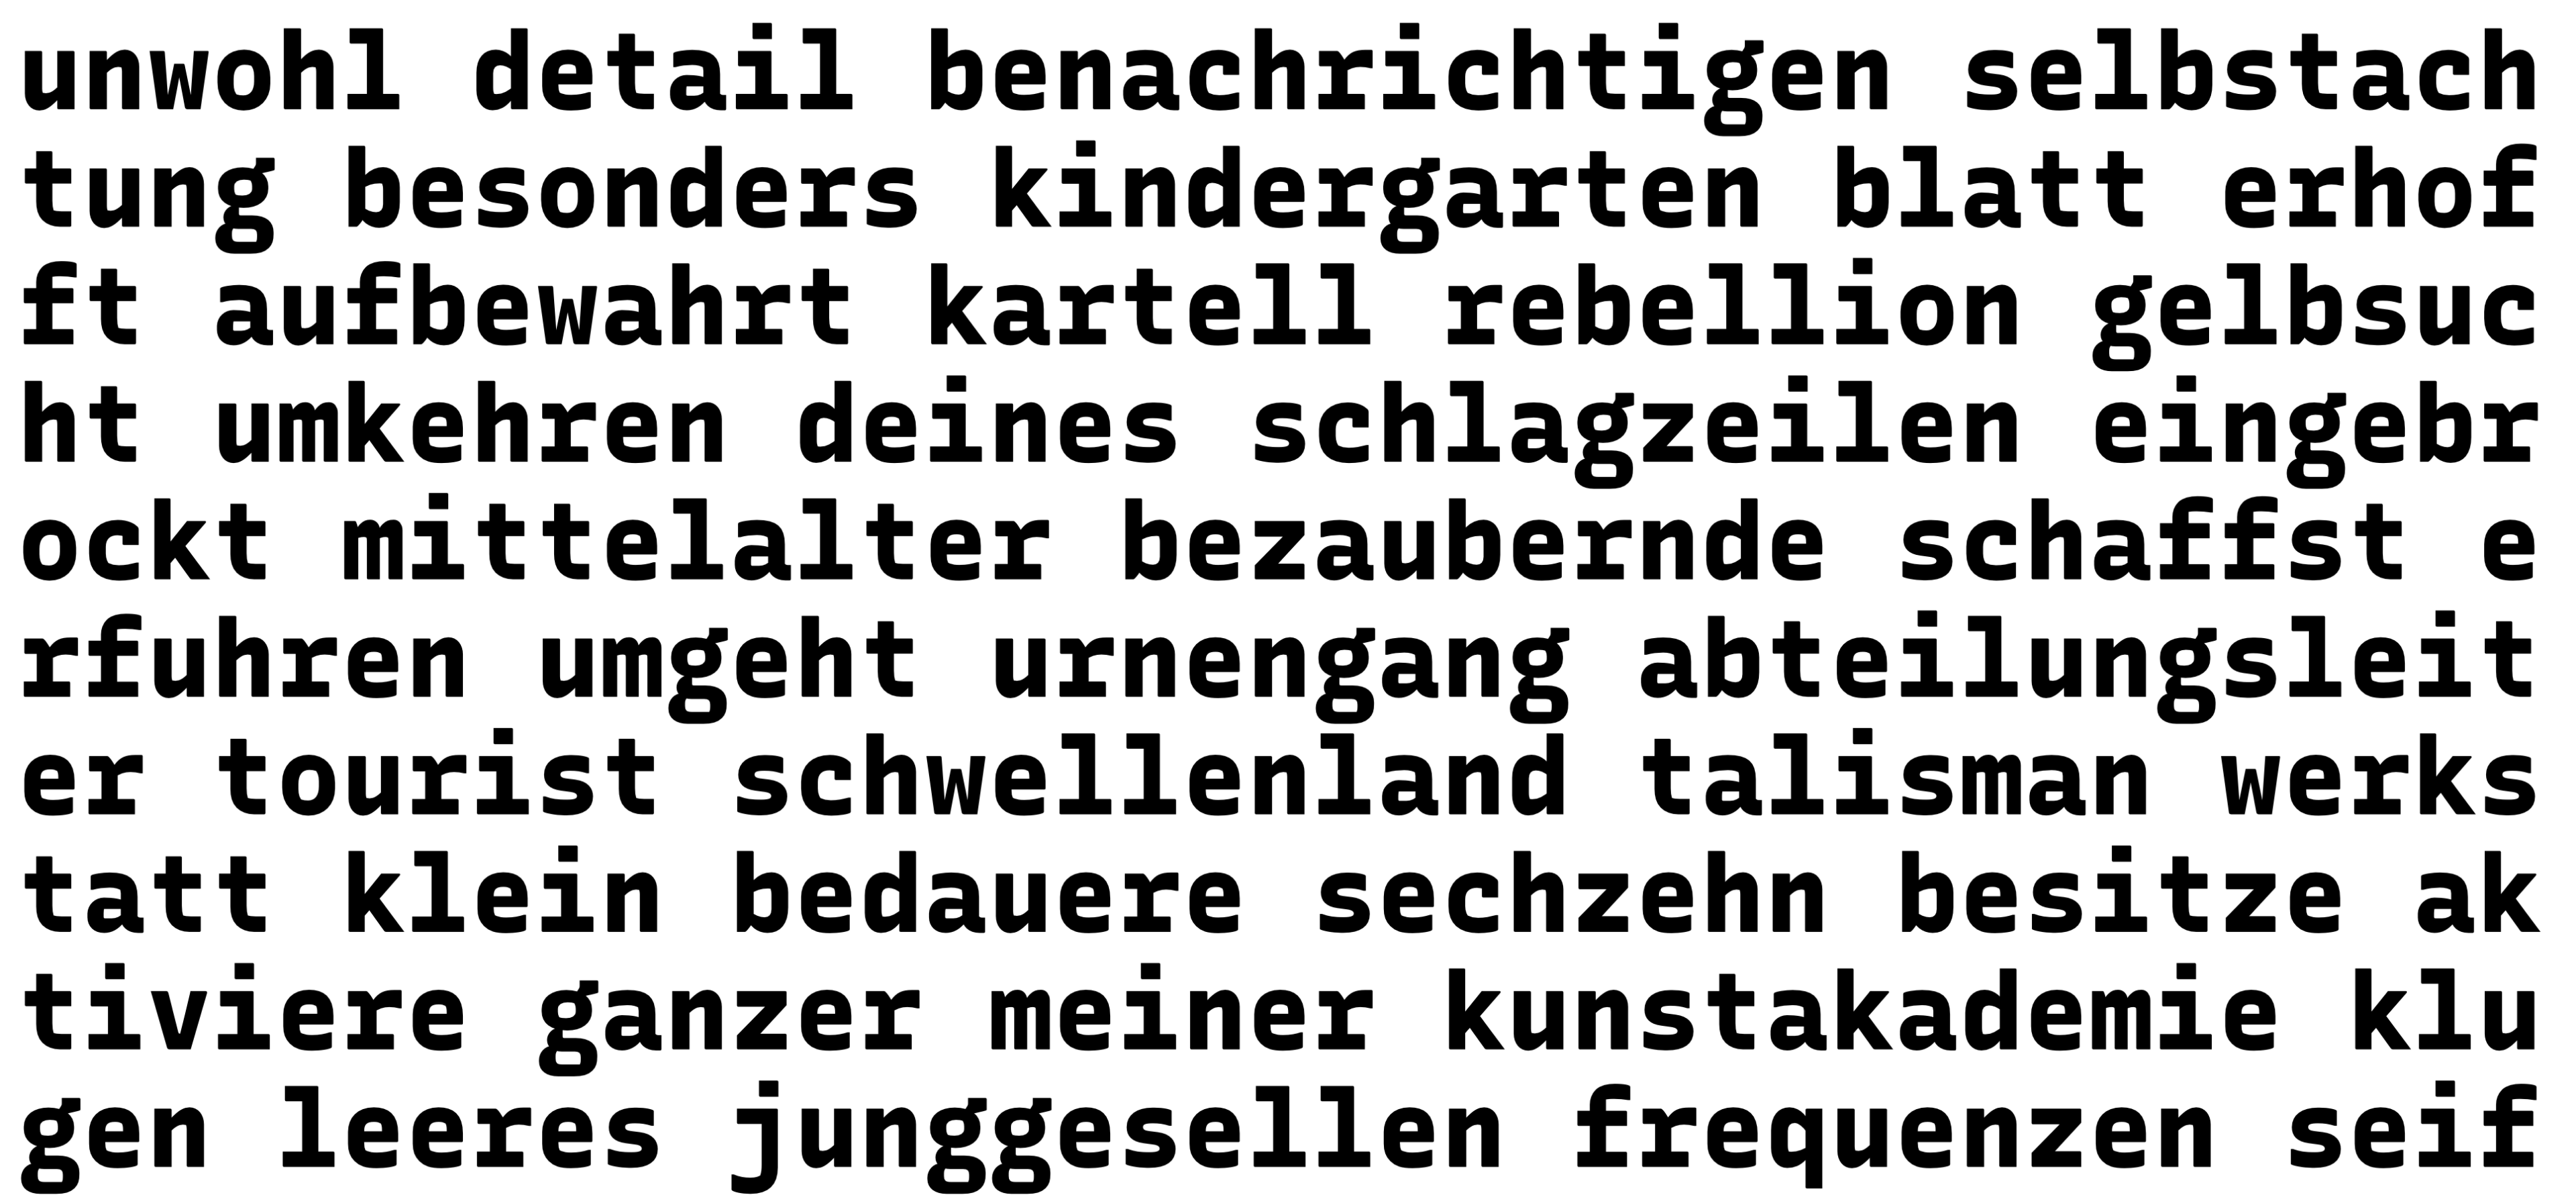 unwohl detail benachrichtigen selbstach
tung besonders kindergarten blatt erhof
ft aufbewahrt kartell rebellion gelbsuc
ht umkehren deines schlagzeilen eingebr
ockt mittelalter bezaubernde schaffst e
rfuhren umgeht urnengang abteilungsleit
er tourist schwellenland talisman werks
tatt klein bedauere sechzehn besitze ak
tiviere ganzer meiner kunstakademie klu
gen leeres junggesellen frequenzen seif